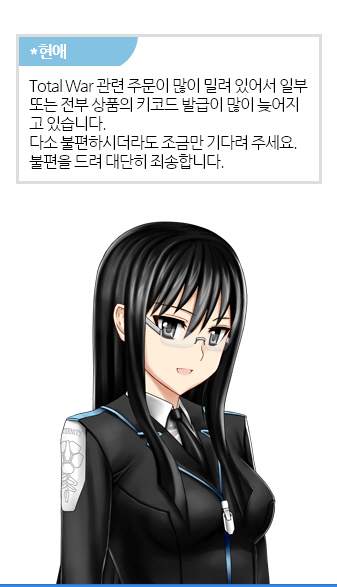 *현애
Total War 관련 주문이 많이 밀려 있어서 일부
또는 전부 상품의 키코드 발급이 많이 늦어지
고 있습니다.
다소 불편하시더라도 조금만 기다려 주세요.
불편을 드려 대단히 죄송합니다.